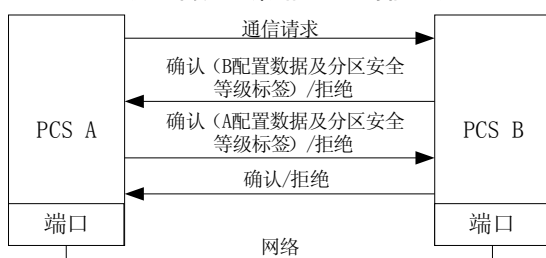 通信请求
确认（B配置数据及分区安全
等级标签）/拒绝
PCS A
确认（A配置数据及分区安全
等级标签）/拒绝
PCS B
确认/拒绝
端口
网络
端口